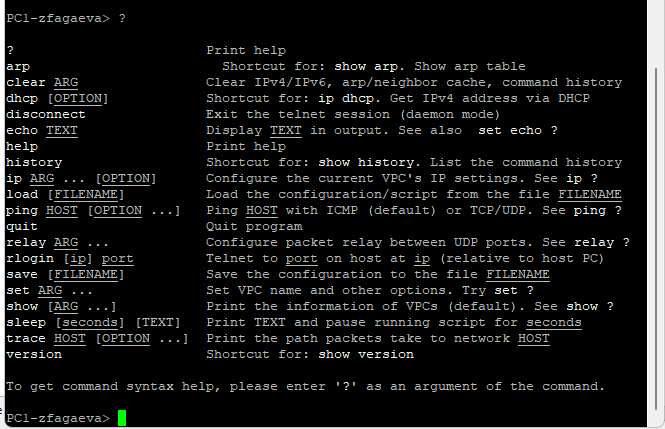 PC1-zfagaeva> ?
? Print help
arp Shortcut for: show arp. Show arp table
clear ARG Clear IPv4/IPv6, arp/neighbor cache, command history
dhcp [OPTION] Shortcut for: ip dhcp. Get IPv4 address via DHCP
disconnect Exit the telnet session (daemon mode)
echo TEXT Display TEXT in output. See also set echo ?
help Print help
history Shortcut for: show history. List the command history
ip ARG ... [OPTION] Configure the current VPC's IP settings. See ip ?
load [FILENAME] Load the configuration/script from the file FILENAME
ping HOST [OPTION ...] Ping HOST with ICMP (default) or TCP/UDP. See ping ?
quit Quit program
relay ARG ... Configure packet relay between UDP ports. See relay ?
rlogin [ip] port Telnet to port on host at ip (relative to host PC)
save [FILENAME] Save the configuration to the file FILENAME
set ARG ... Set VPC name and other options. Try set ?
show [ARG ...] Print the information of VPCs (default). See show ?
sleep [seconds] [TEXT] Print TEXT and pause running script for seconds
trace HOST [OPTION ...] Print the path packets take to network HOST
version Shortcut for: show version
To get command syntax help, please enter '?' as an argument of the command.
PC1-zfagaeva>